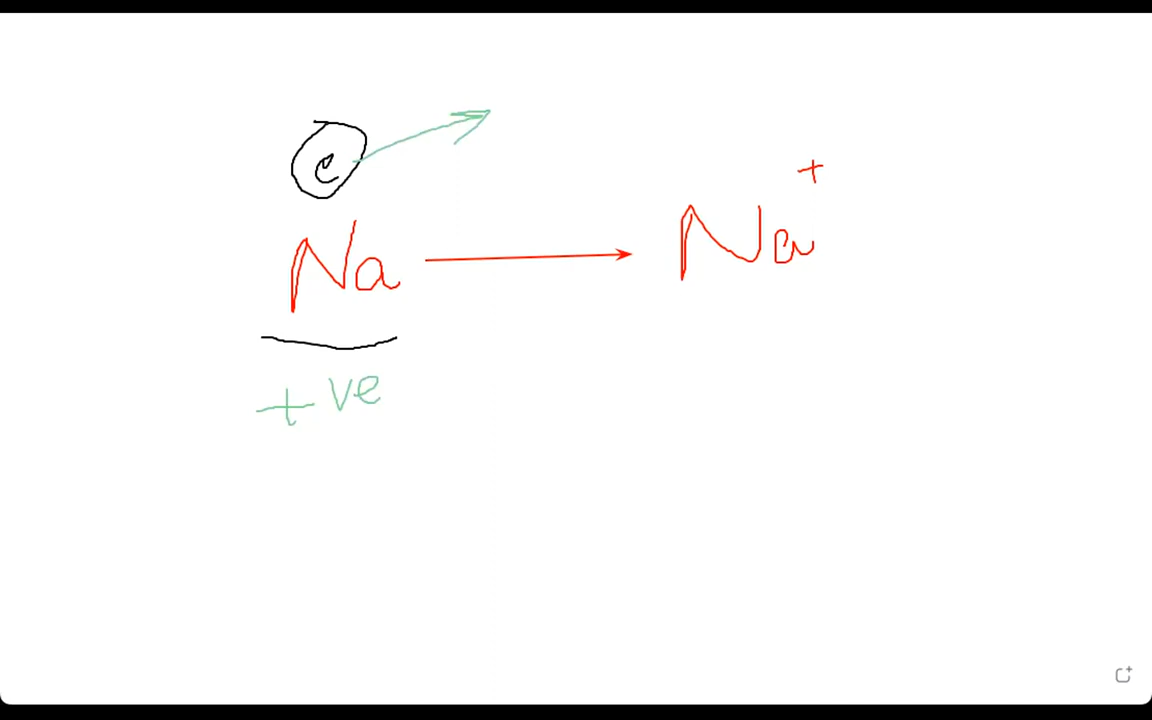 e
Na → Na⁺
+ve